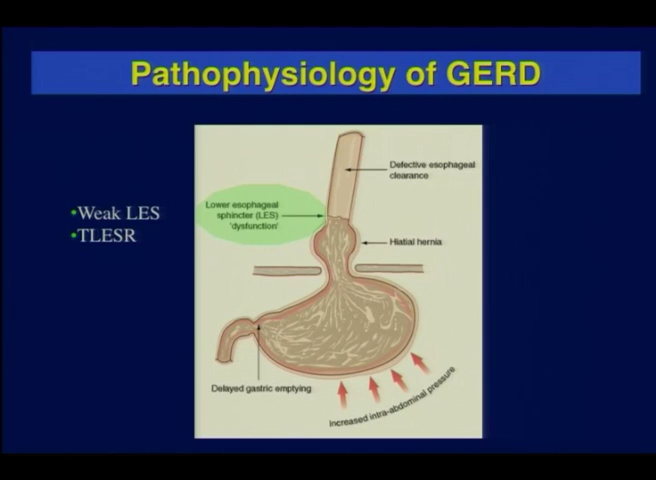 Pathophysiology of GERD
•Weak LES
•TLESR
Defective esophageal
clearance
Lower esophageal
sphincter (LES)
'dysfunction'
Hiatial hernia
Delayed gastric emptying
Increased intra-abdominal pressure